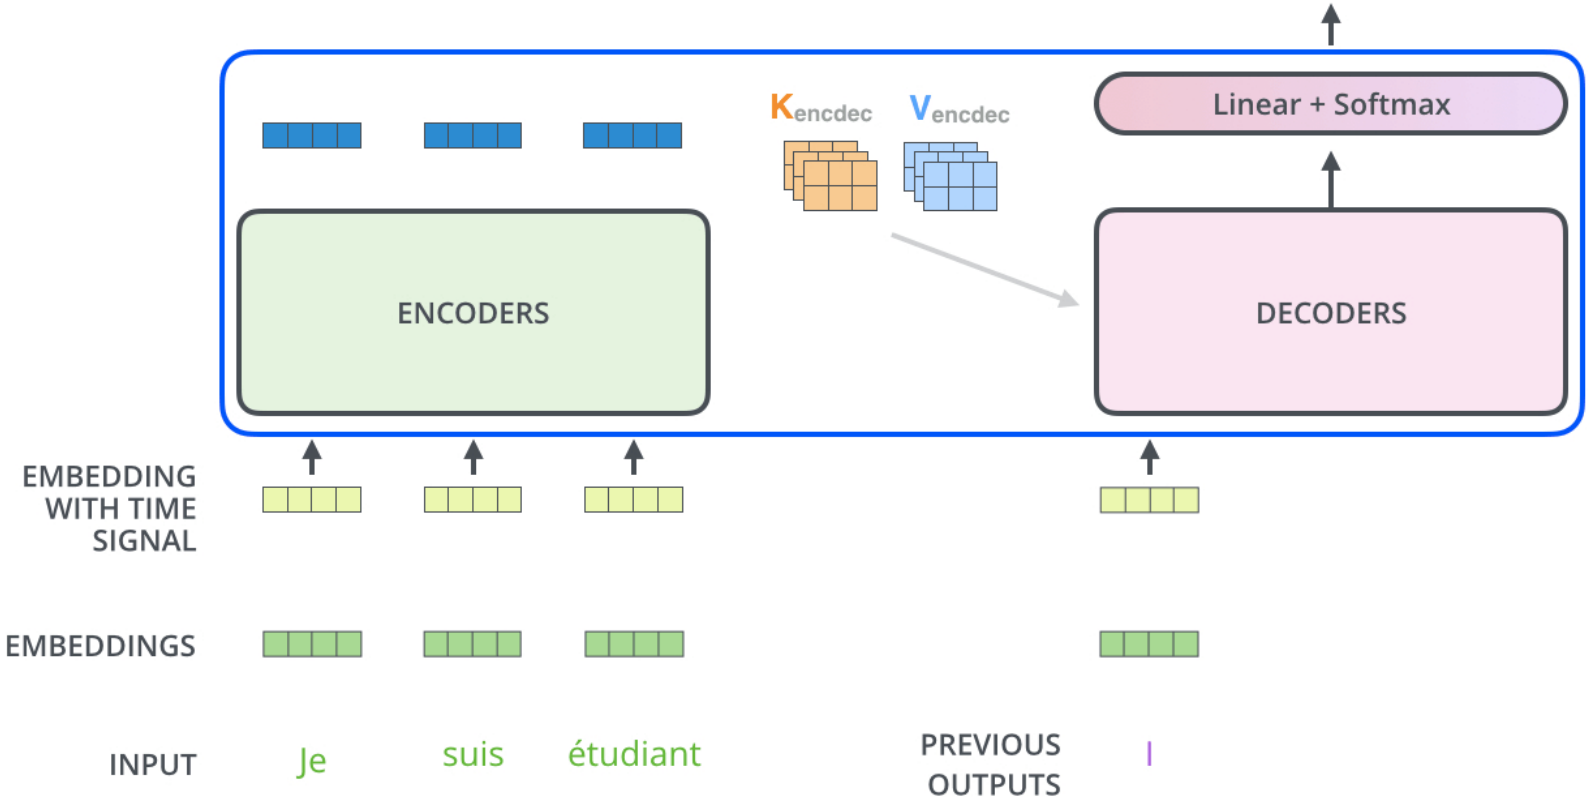 Kencdec
Vencdec
Linear + Softmax
ENCODERS
DECODERS
EMBEDDING
WITH TIME
SIGNAL
EMBEDDINGS
INPUT
Je
suis
étudiant
PREVIOUS
OUTPUTS
I